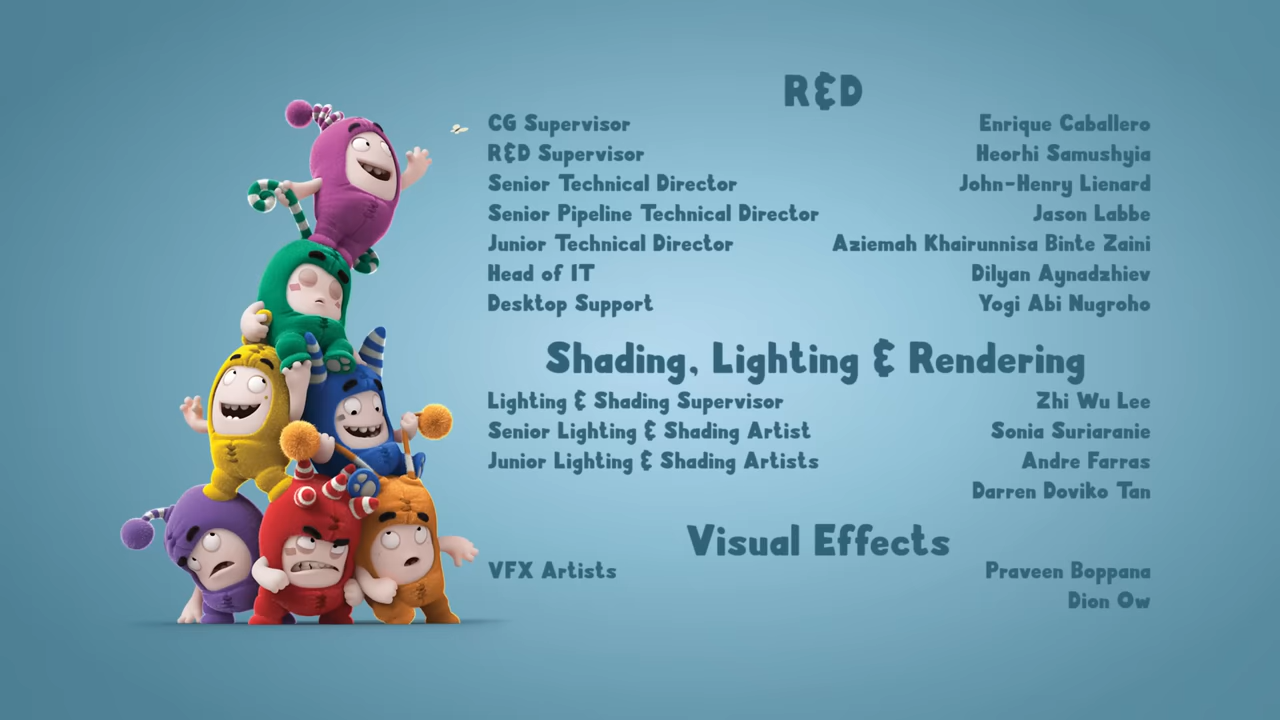 R&D
CG Supervisor Enrique Caballero
R&D Supervisor Heorhi Samushyia
Senior Technical Director John-Henry Lienard
Senior Pipeline Technical Director Jason Labbe
Junior Technical Director Aziemah Khairunnisa Binte Zaini
Head of IT Dilyan Aynadzhiev
Desktop Support Yogi Abi Nugroho
Shading, Lighting & Rendering
Lighting & Shading Supervisor Zhi Wu Lee
Senior Lighting & Shading Artist Sonia Suriaranie
Junior Lighting & Shading Artists Andre Farras
Darren Doviko Tan
Visual Effects
VFX Artists Praveen Boppana
Dion Ow